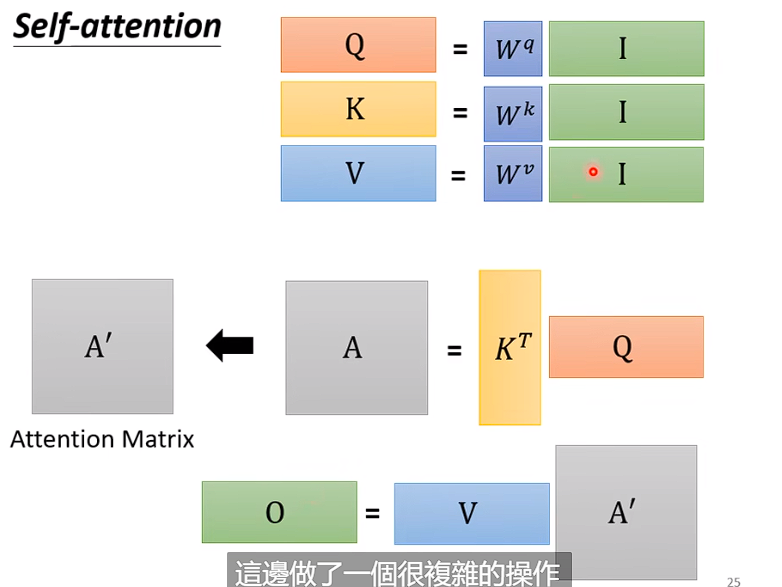 Self-attention
Q = W^q I
K = W^k I
V = W^v I
A′ A = K^T Q
Attention Matrix
O = V A′
這邊做了一個很複雜的操作
25